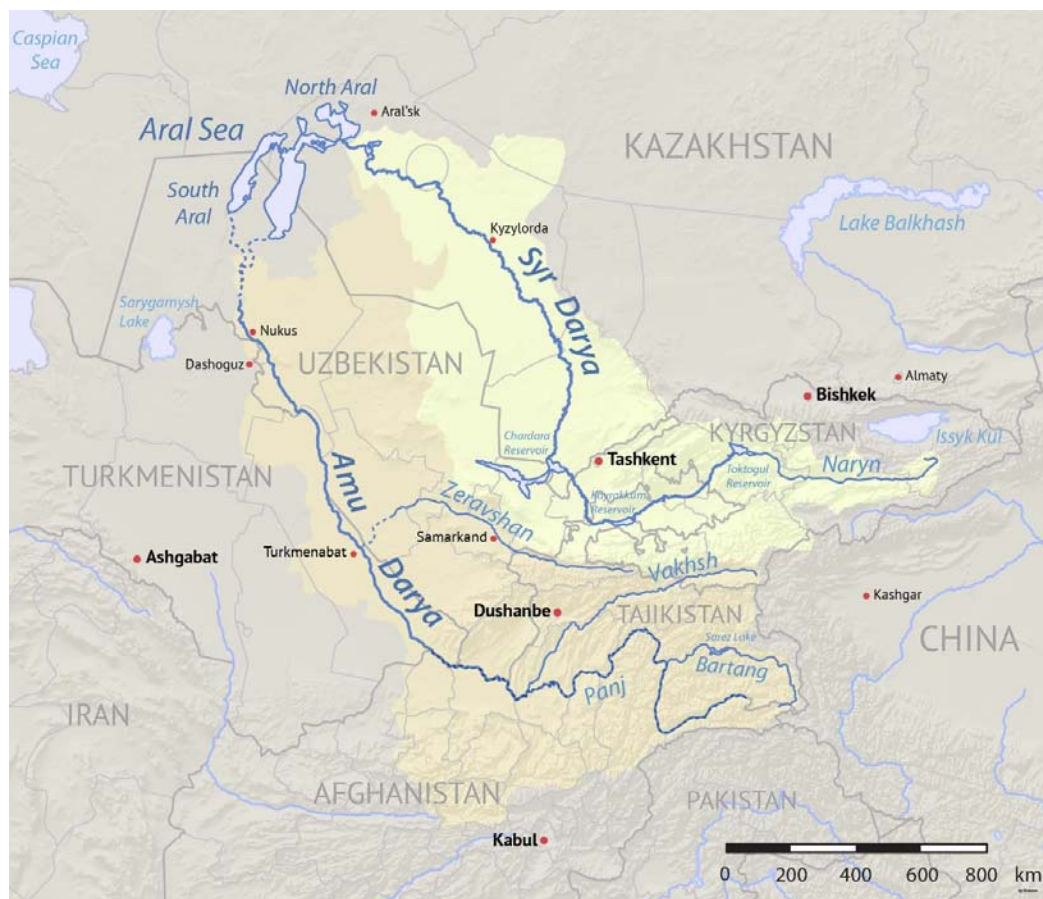 Caspian
Sea
North Aral
Aral'sk
Aral Sea
KAZAKHSTAN
South
Aral
Lake Balkhash
Kyzylorda
Syr Darya
Sarygamysh
Lake
Nukus
UZBEKISTAN
Dashoguz
Almaty
Bishkek
KYRGYZSTAN
Issyk Kul
Chardara
Reservoir
Tashkent
Toktogul
Reservoir
Naryn
TURKMENISTAN
Amu
Darya
Kayrakkum
Reservoir
Zeravshan
Samarkand
Turkmenabat
Ashgabat
Vakhsh
Kashgar
Dushanbe
TAJIKISTAN
CHINA
Sarez Lake
Bartang
Panj
IRAN
AFGHANISTAN
PAKISTAN
Kabul
0 200 400 600 800 km